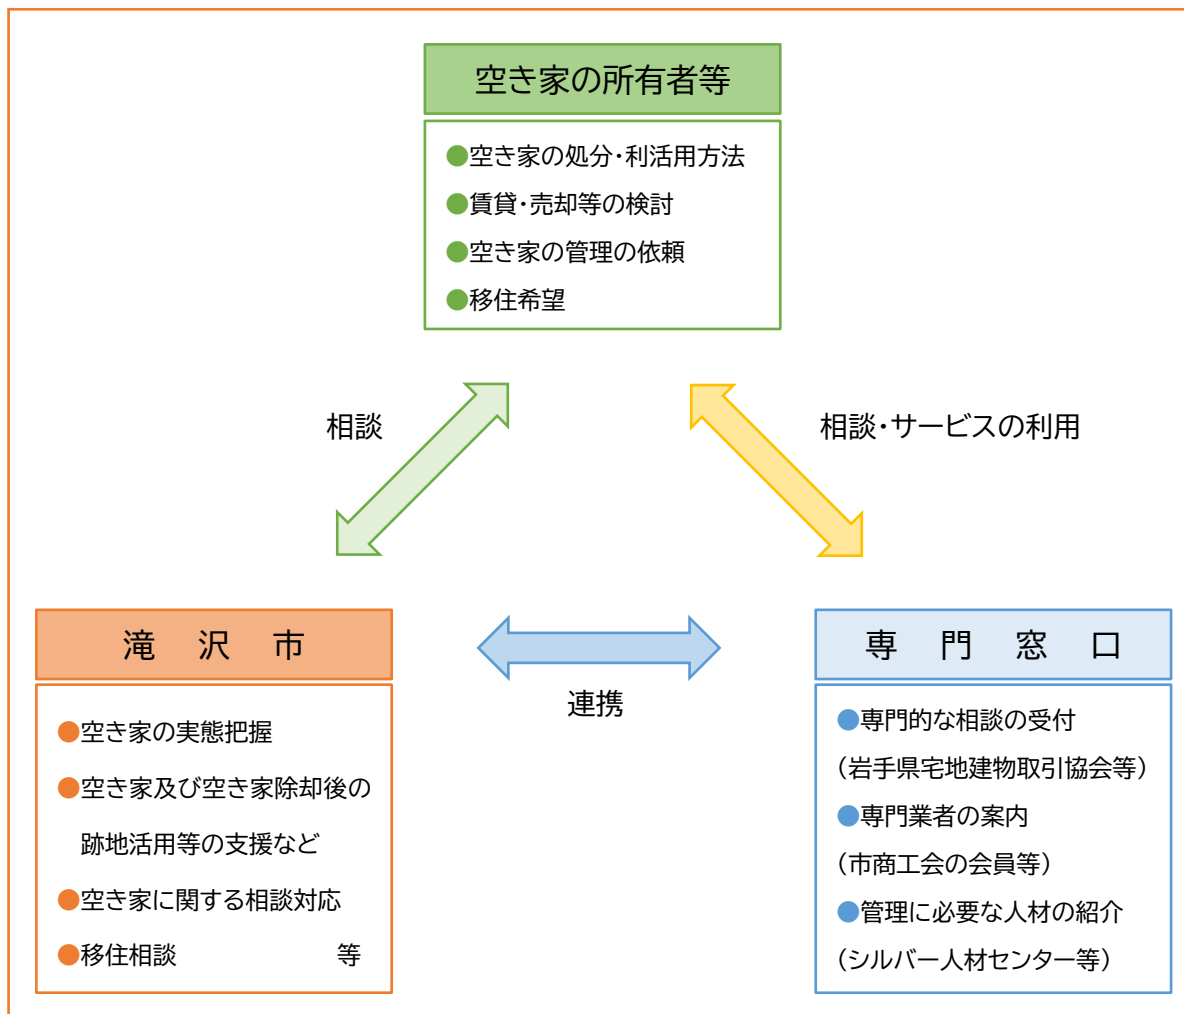 空き家の所有者等
●空き家の処分・利活用方法
●賃貸・売却等の検討
●空き家の管理の依頼
●移住希望
相談
相談・サービスの利用
滝 沢 市
●空き家の実態把握
●空き家及び空き家除却後の
跡地活用等の支援など
●空き家に関する相談対応
●移住相談 等
連携
専 門 窓 口
●専門的な相談の受付
(岩手県宅地建物取引協会等)
●専門業者の案内
(市商工会の会員等)
●管理に必要な人材の紹介
(シルバー人材センター等)